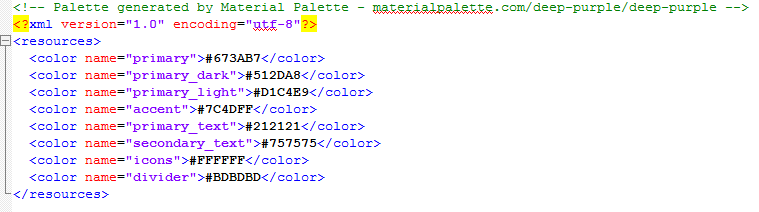 <!-- Palette generated by Material Palette - materialpalette.com/deep-purple/deep-purple -->
<?xml version="1.0" encoding="utf-8"?>
<resources>
  <color name="primary">#673AB7</color>
  <color name="primary_dark">#512DA8</color>
  <color name="primary_light">#D1C4E9</color>
  <color name="accent">#7C4DFF</color>
  <color name="primary_text">#212121</color>
  <color name="secondary_text">#757575</color>
  <color name="icons">#FFFFFF</color>
  <color name="divider">#BDBDBD</color>
</resources>